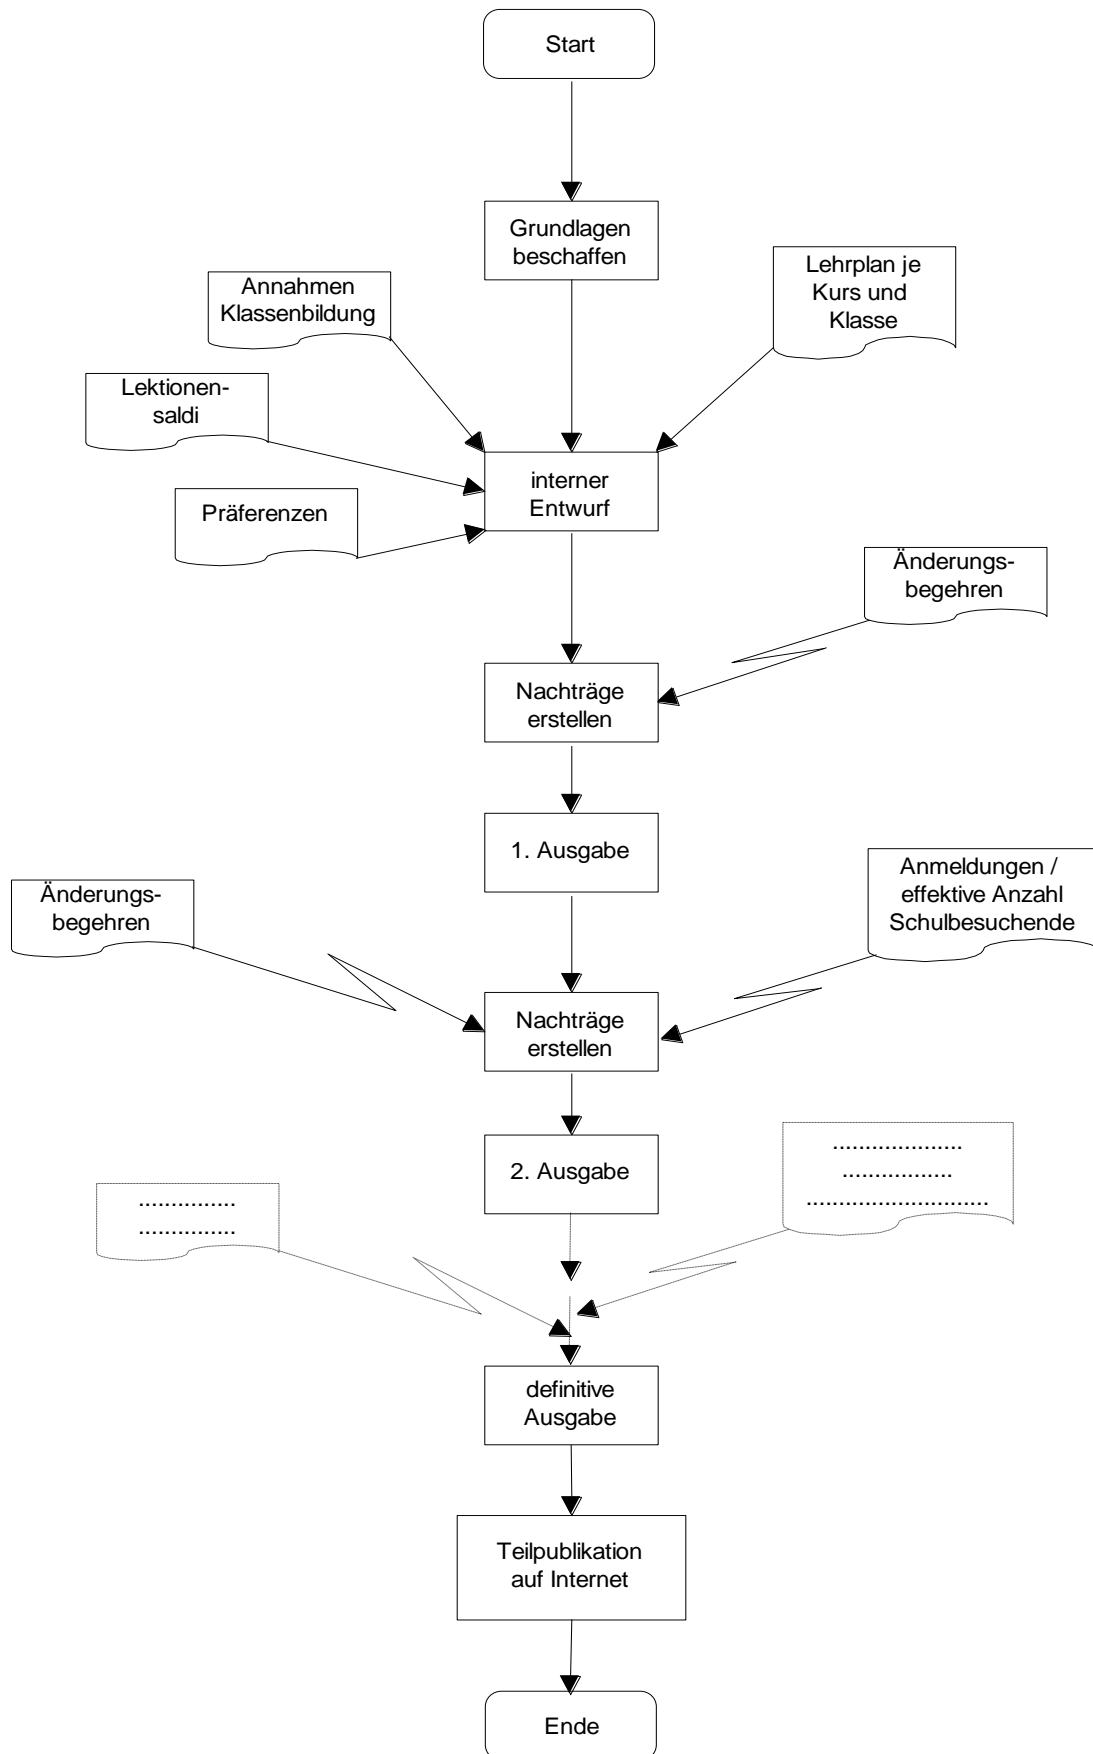 Start
Grundlagen
beschaffen
Annahmen
Klassenbildung
Lehrplan je
Kurs und
Klasse
Lektionen-
saldi
interner
Entwurf
Präferenzen
Änderungs-
begehren
Nachträge
erstellen
1. Ausgabe
Änderungs-
begehren
Anmeldungen /
effektive Anzahl
Schulbesuchende
Nachträge
erstellen
2. Ausgabe
....................
.................
............................
...............
...............
definitive
Ausgabe
Teilpublikation
auf Internet
Ende